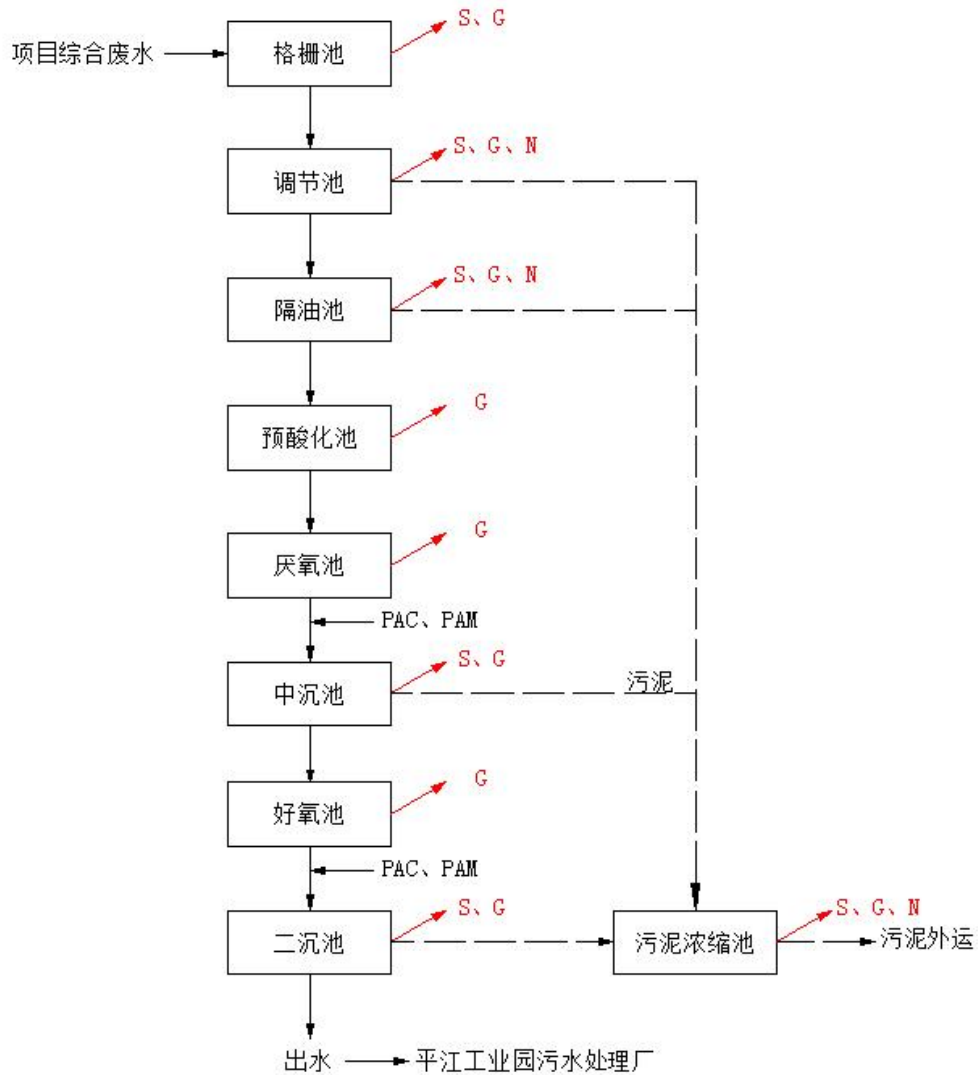 S、G
项目综合废水
格栅池
S、G、N
调节池
S、G、N
隔油池
G
预酸化池
G
厌氧池
PAC、PAM
S、G
中沉池
污泥
G
好氧池
PAC、PAM
S、G
二沉池
S、G、N
污泥浓缩池
污泥外运
出水
平江工业园污水处理厂